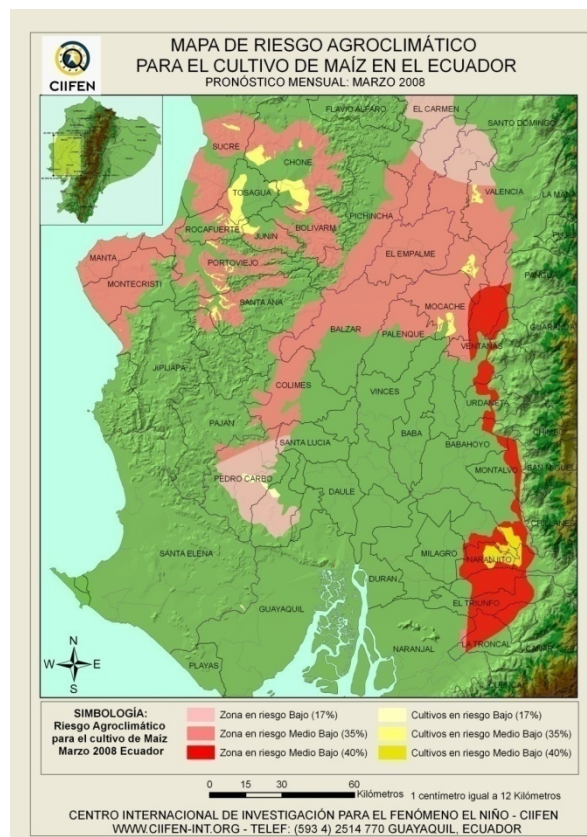 CIIFEN
MAPA DE RIESGO AGROCLIMÁTICO
PARA EL CULTIVO DE MAÍZ EN EL ECUADOR
PRONÓSTICO MENSUAL: MARZO 2008
FLAVIO ALFARO
EL CARMEN
SANTO DOMINGO
SUCRE
CHONE
TOSAGUA
VALENCIA
LA MANA
PICHINCHA
ROCAFUERTE
JUNIN
BOLIVARM
EL EMPALME
MANTA
PORTOVIEJO
MONTECRISTI
PANGUA
SANTA ANA
MOCACHE
GUARANDA
BALZAR
PALENQUE
VENTANAS
JIPIJAPA
COLIMES
VINCES
URDANETA
PAJAN
BABA
SANTA LUCIA
BABAHOYO
MONTALVO
SAN MIGUEL
PEDRO CARBO
DAULE
SANTA ELENA
MILAGRO
NARANJITO
DURAN
GUAYAQUIL
EL TRIUNFO
NARANJAL
LA TRONCAL
PLAYAS
N
W E
S
SIMBOLOGÍA:
Riesgo Agroclimático
para el cultivo de Maíz
Marzo 2008 Ecuador
Zona en riesgo Bajo (17%)
Zona en riesgo Medio Bajo (35%)
Zona en riesgo Medio Bajo (40%)
Cultivos en riesgo Bajo (17%)
Cultivos en riesgo Medio Bajo (35%)
Cultivos en riesgo Medio Bajo (40%)
0 15 30 60
Kilómetros
1 centímetro igual a 12 Kilómetros
CENTRO INTERNACIONAL DE INVESTIGACIÓN PARA EL FENÓMENO EL NIÑO - CIIFEN
WWW.CIIFEN-INT.ORG - TELEF: (593 4) 2514 770 GUAYAQUIL, ECUADOR